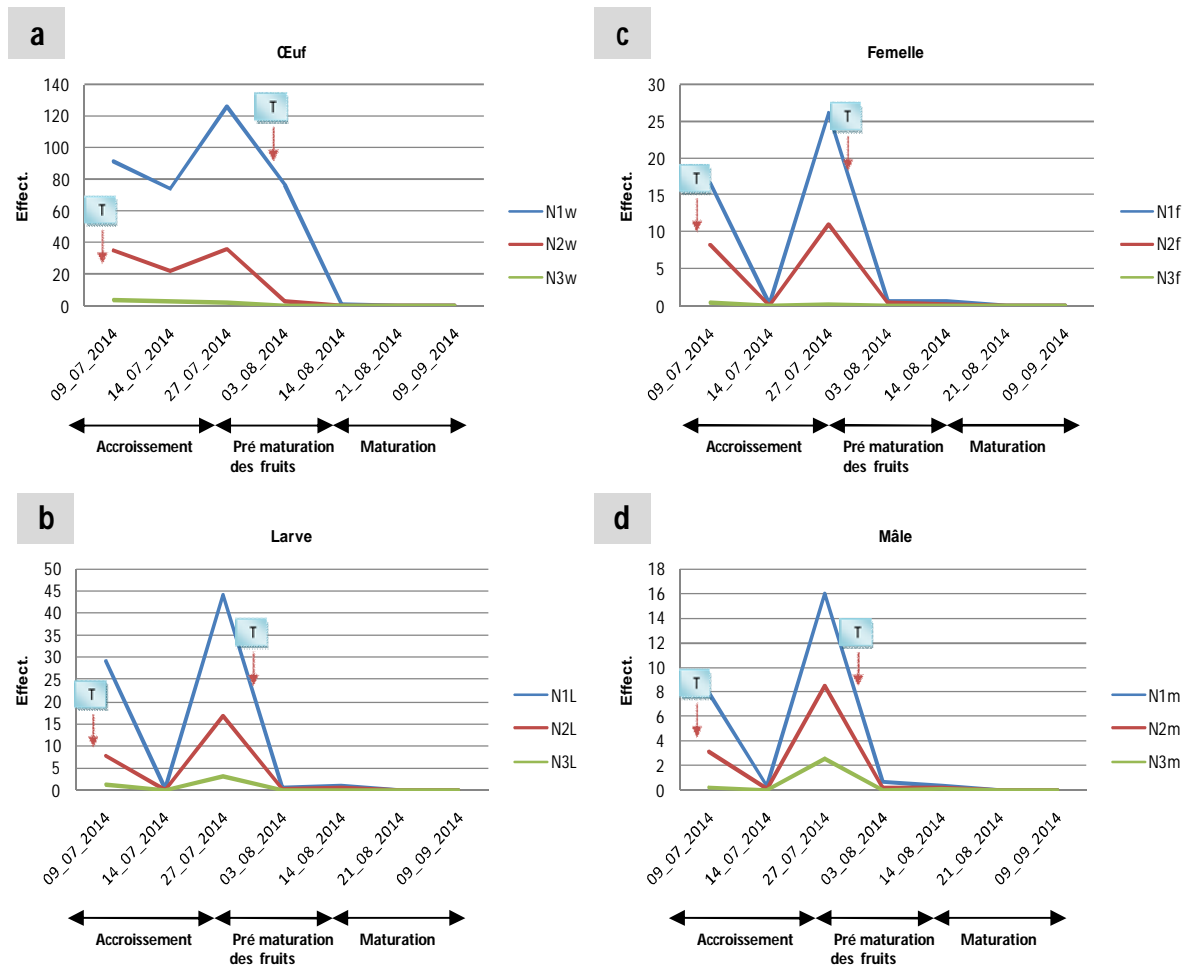 a
Œuf
Effect.
140
120
100
80
60
40
20
0
T
T
N1w
N2w
N3w
09_07_2014
14_07_2014
27_07_2014
03_08_2014
14_08_2014
21_08_2014
09_09_2014
Accroissement
Pré maturation
des fruits
Maturation
c
Femelle
Effect.
30
25
20
15
10
5
0
T
T
N1f
N2f
N3f
09_07_2014
14_07_2014
27_07_2014
03_08_2014
14_08_2014
21_08_2014
09_09_2014
Accroissement
Pré maturation
des fruits
Maturation
b
Larve
Effect.
50
45
40
35
30
25
20
15
10
5
0
T
T
N1L
N2L
N3L
09_07_2014
14_07_2014
27_07_2014
03_08_2014
14_08_2014
21_08_2014
09_09_2014
Accroissement
Pré maturation
des fruits
Maturation
d
Mâle
Effect.
18
16
14
12
10
8
6
4
2
0
T
T
N1m
N2m
N3m
09_07_2014
14_07_2014
27_07_2014
03_08_2014
14_08_2014
21_08_2014
09_09_2014
Accroissement
Pré maturation
des fruits
Maturation